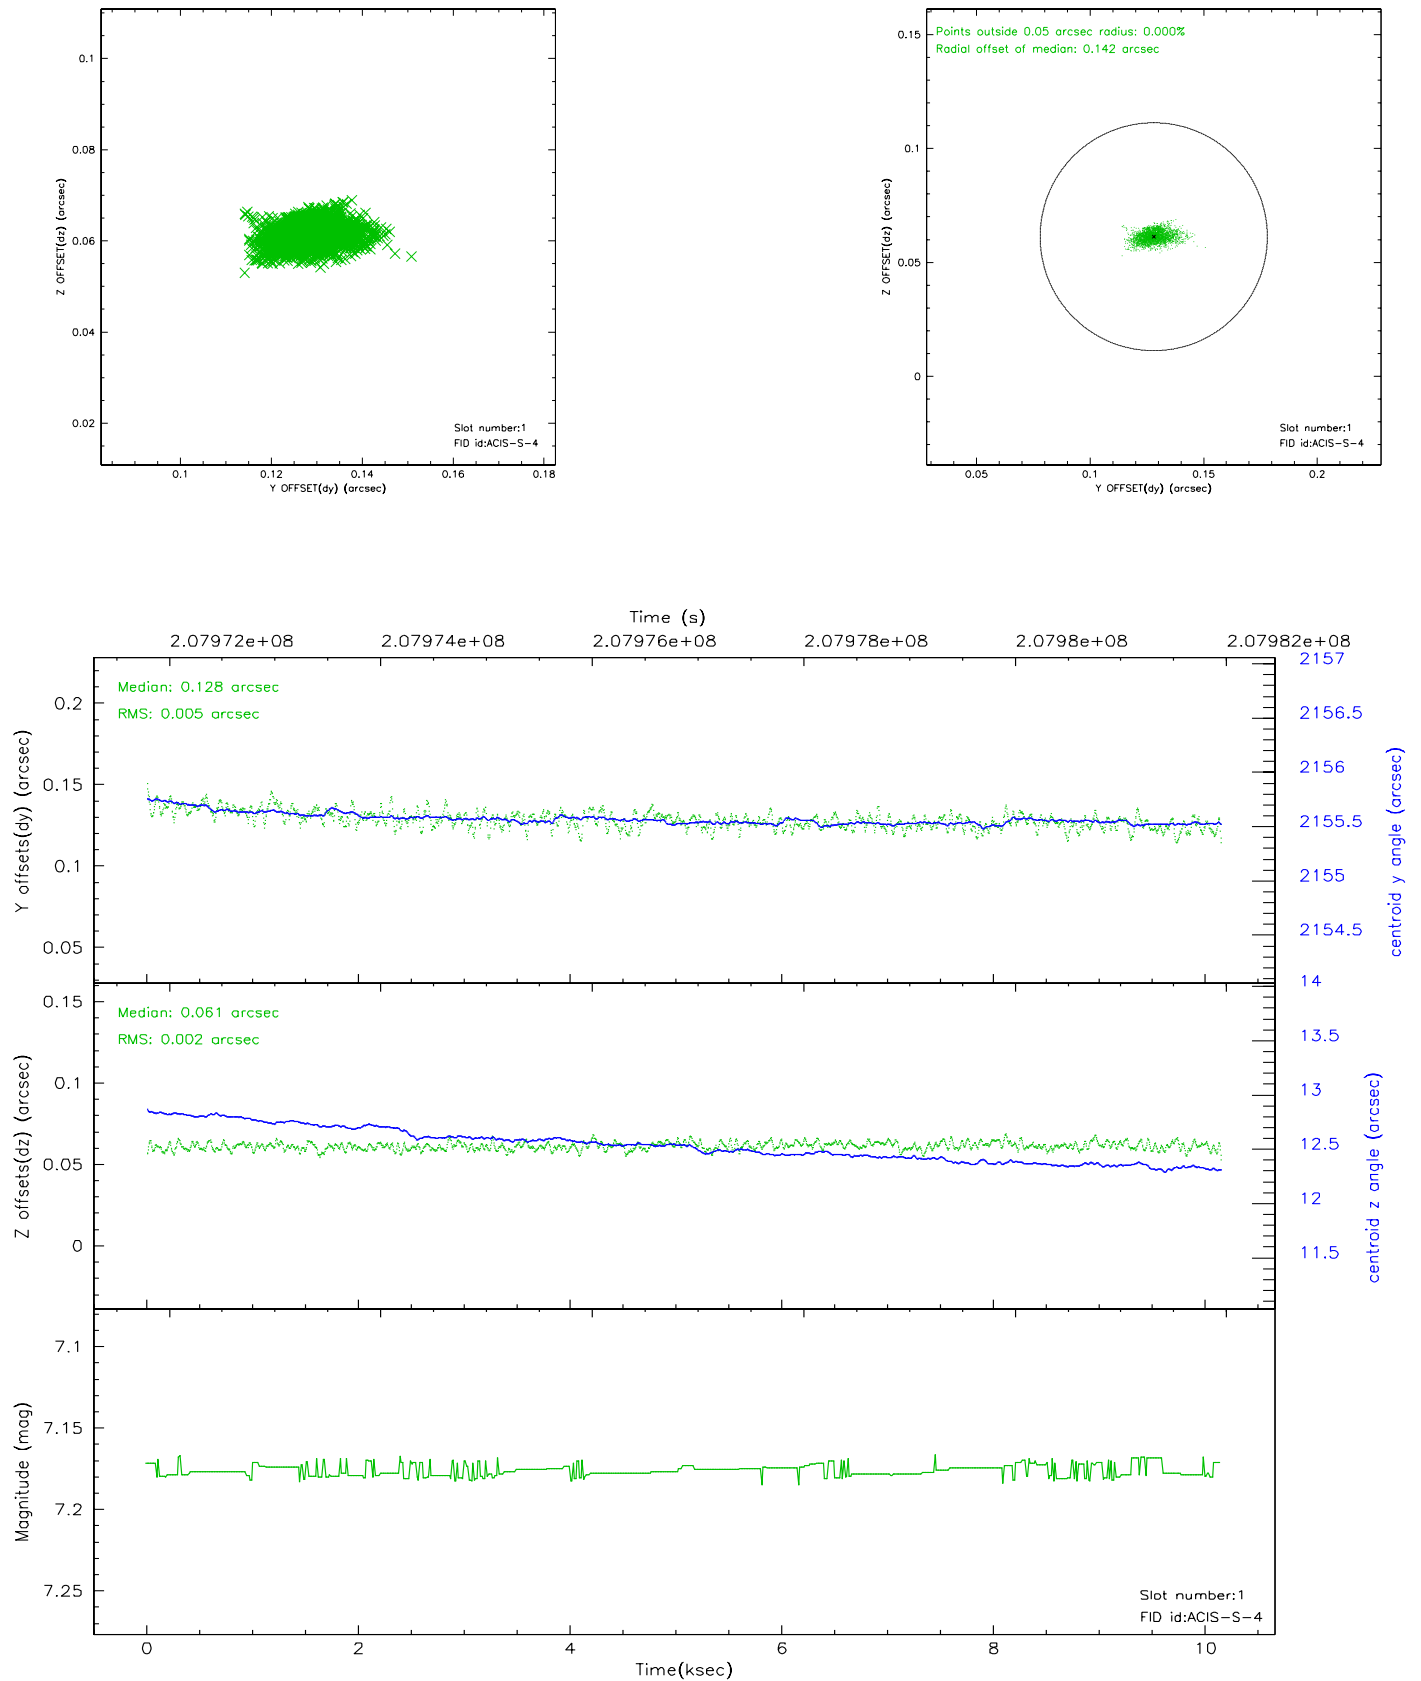 0.1
0.08
0.06
0.04
0.02
Z OFFSET(dz) (arcsec)
Slot number:1
FID id:ACIS-S-4
0.1 0.12 0.14 0.16 0.18
Y OFFSET(dy) (arcsec)
Points outside 0.05 arcsec radius: 0.000%
Radial offset of median: 0.142 arcsec
0.15
0.1
0.05
0
Z OFFSET(dz) (arcsec)
Slot number:1
FID id:ACIS-S-4
0.05 0.1 0.15 0.2
Y OFFSET(dy) (arcsec)
Time (s)
2.07972e+08 2.07974e+08 2.07976e+08 2.07978e+08 2.0798e+08 2.07982e+08
Median: 0.128 arcsec
RMS: 0.005 arcsec
0.2
0.15
0.1
0.05
Y offsets(dy) (arcsec)
2157
2156.5
2156
2155.5
2155
2154.5
centroid y angle (arcsec)
Median: 0.061 arcsec
RMS: 0.002 arcsec
0.15
0.1
0.05
0
Z offsets(dz) (arcsec)
14
13.5
13
12.5
12
11.5
centroid z angle (arcsec)
7.1
7.15
7.2
7.25
Magnitude (mag)
Slot number:1
FID id:ACIS-S-4
0 2 4 6 8 10
Time(ksec)